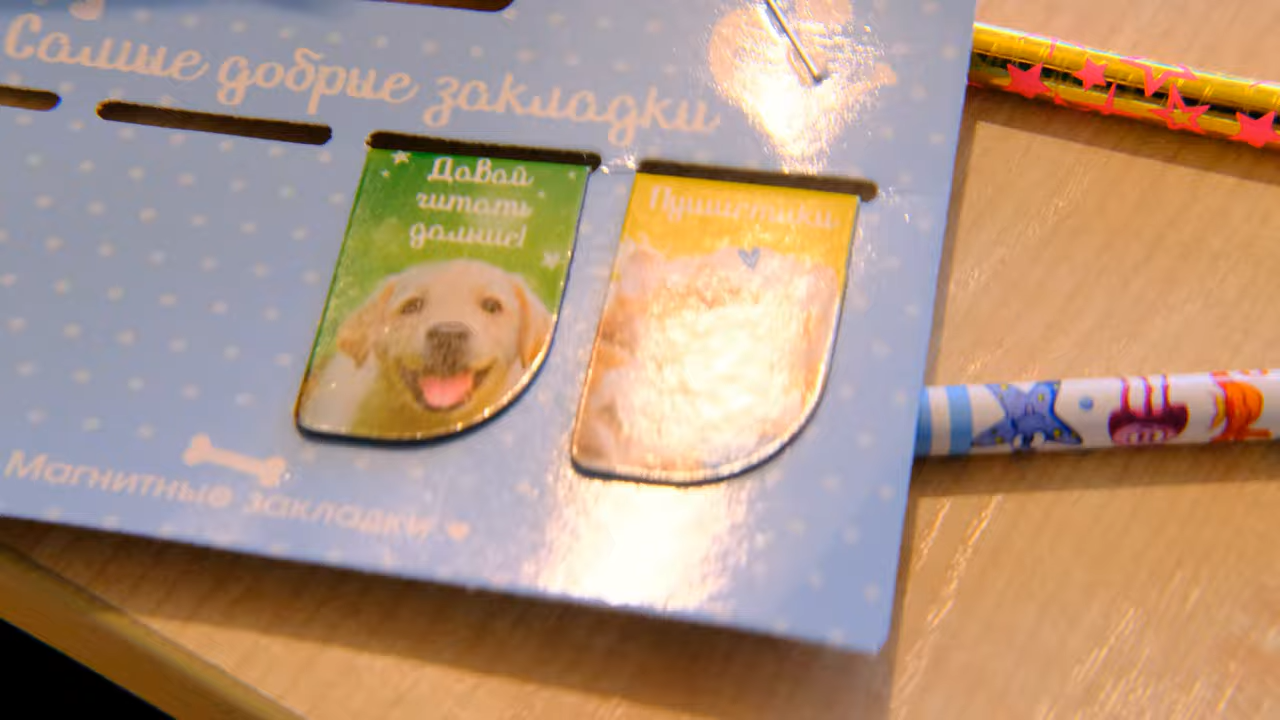 Самые добрые закладки
Давай
читать
дальше!
Пушистики
Магнитные закладки